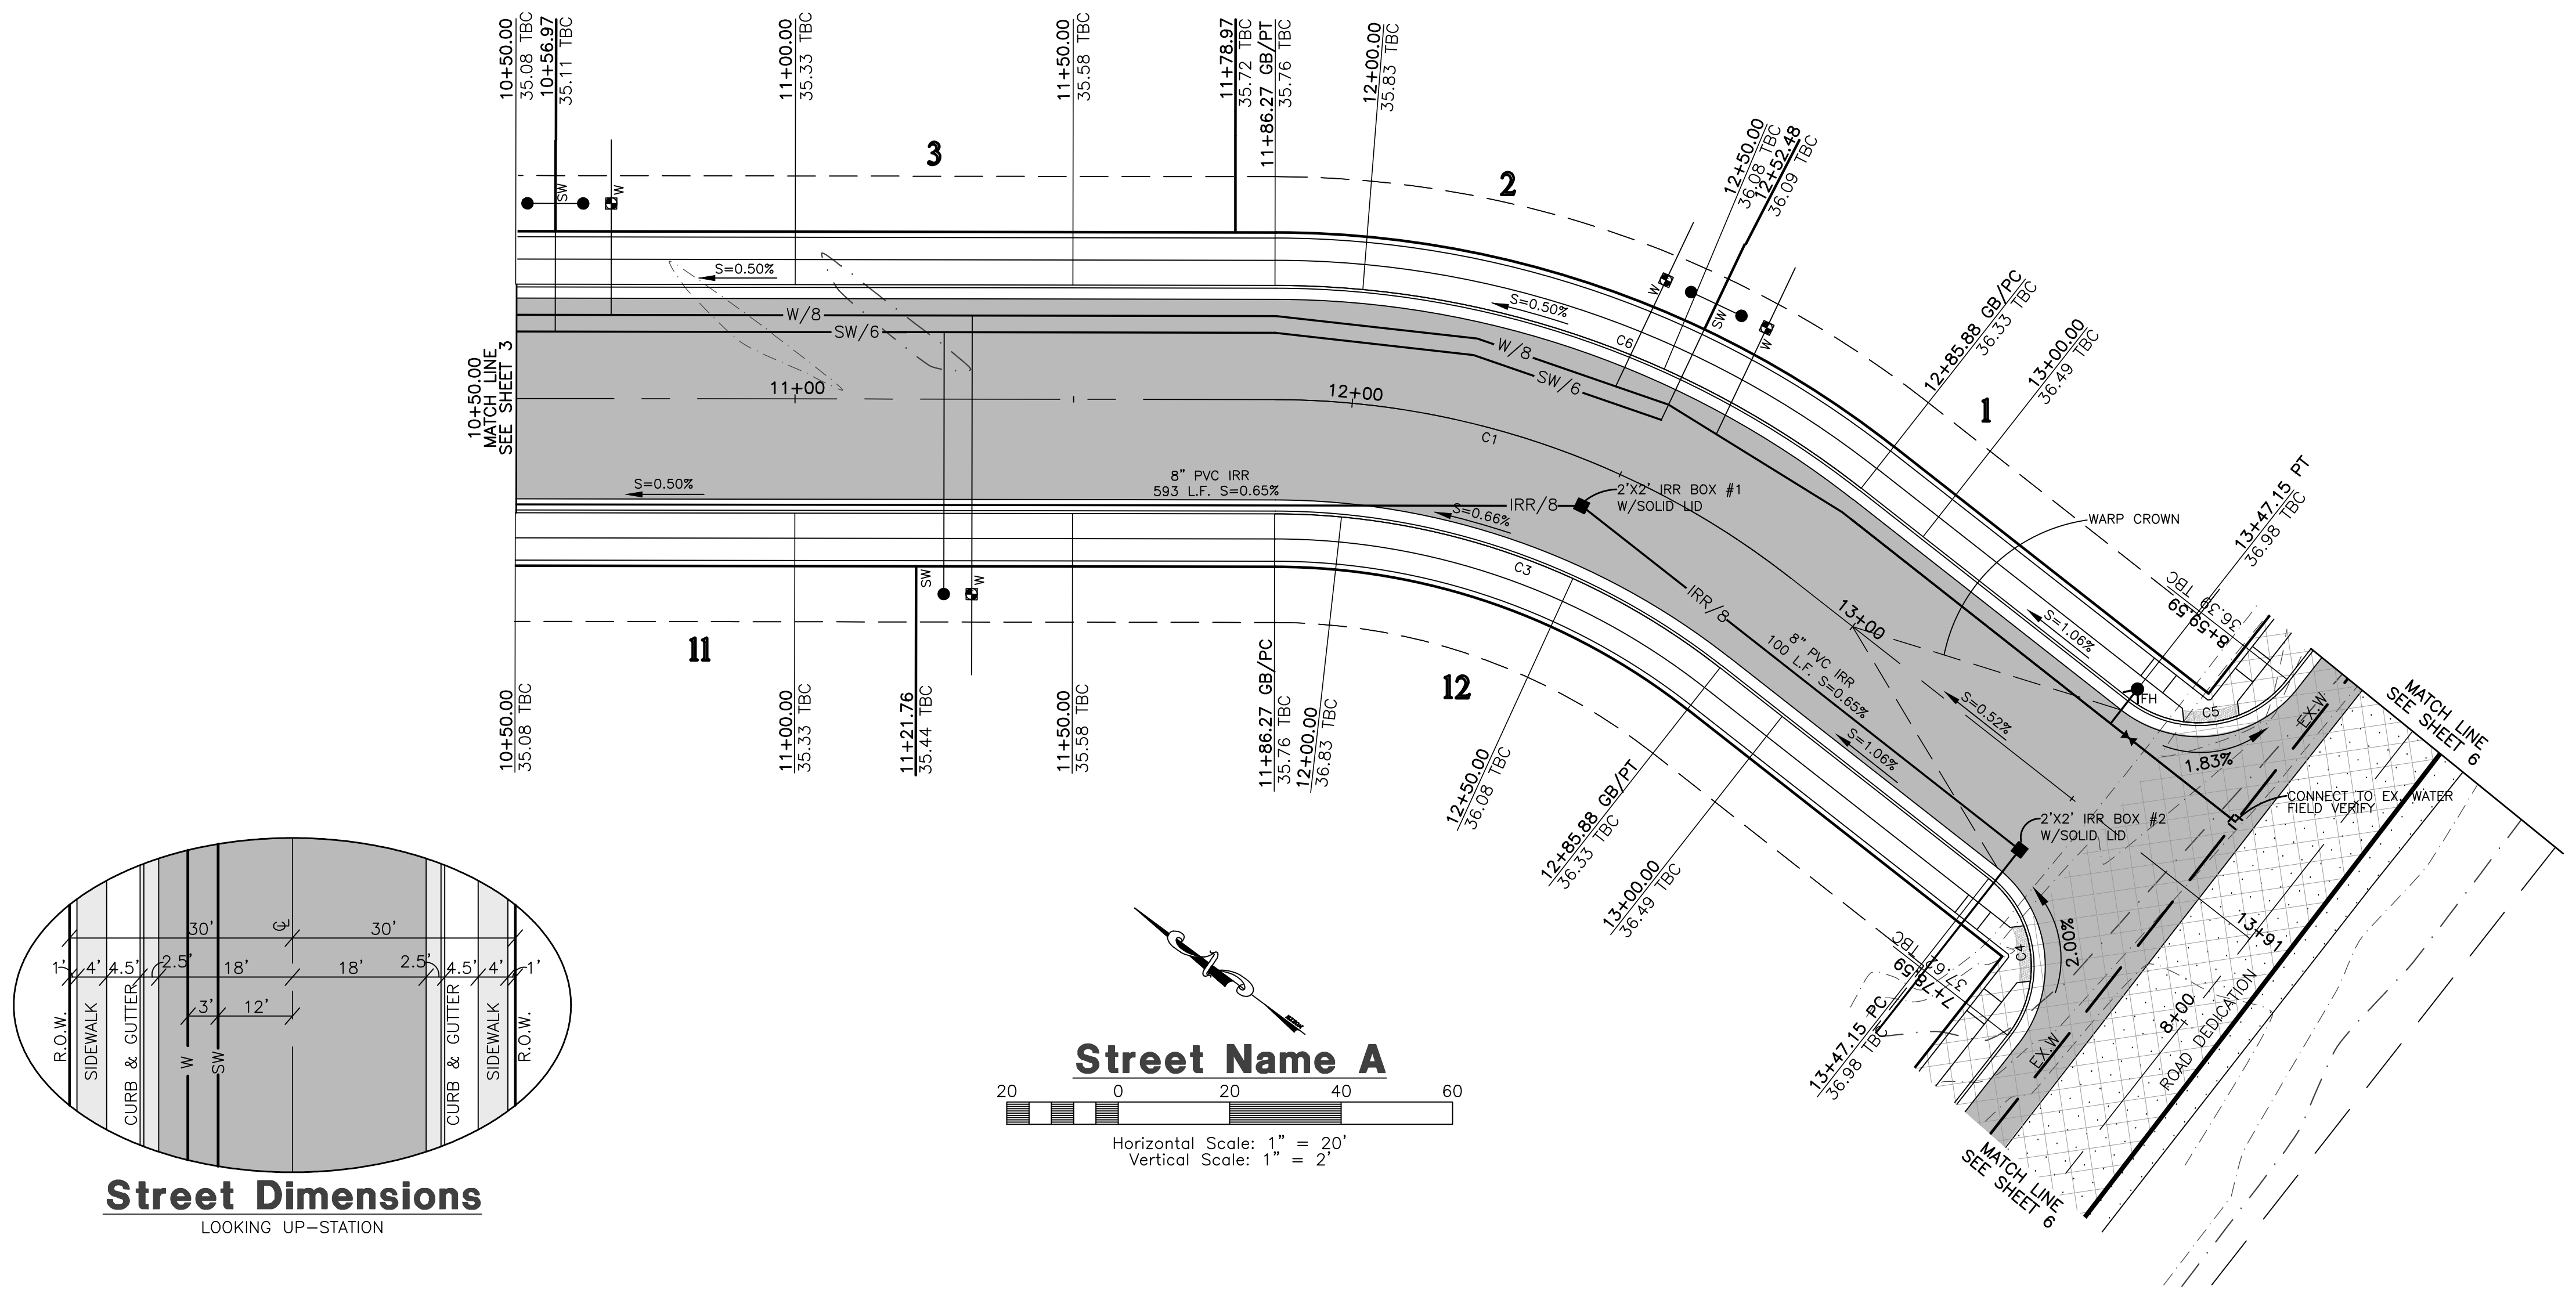 10+50.00
35.08 TBC
10+56.97
35.11 TBC
11+00.00
35.33 TBC
11+50.00
35.58 TBC
11+78.97
35.72 TBC
11+86.27 GB/PT
35.76 TBC
12+00.00
35.83 TBC
12+50.00
36.08 TBC
12+52.48
36.09 TBC
12+85.88 GB/PC
36.33 TBC
13+00.00
36.49 TBC
13+47.15 PT
36.98 TBC
8+59.59
36.39 TBC
3
2
1
SW
W
W
SW
W
S=0.50%
S=0.50%
W/8
SW/6
W/8
SW/6
C6
10+50.00
MATCH LINE
SEE SHEET 3
11+00
12+00
C1
13+00
S=0.50%
8" PVC IRR
593 L.F. S=0.65%
IRR/8
2'X2' IRR BOX #1
W/SOLID LID
S=0.66%
C3
WARP CROWN
IRR/8
8" PVC IRR
100 L.F. S=0.65%
S=1.06%
S=1.06%
S=0.52%
FH
C5
EX.W
1.83%
MATCH LINE
SEE SHEET 6
CONNECT TO EX. WATER
FIELD VERIFY
2'X2' IRR BOX #2
W/SOLID LID
SW
W
11
12
10+50.00
35.08 TBC
11+00.00
35.33 TBC
11+21.76
35.44 TBC
11+50.00
35.58 TBC
11+86.27 GB/PC
35.76 TBC
12+00.00
36.83 TBC
12+50.00
36.08 TBC
12+85.88 GB/PT
36.33 TBC
13+00.00
36.49 TBC
13+47.15 PC
36.98 TBC
C4
2.00%
13+91
8+00
ROAD DEDICATION
EX.W
MATCH LINE
SEE SHEET 6
30'
℄
30'
1'
4'
4.5'
2.5'
18'
18'
2.5'
4.5'
4'
1'
3'
12'
R.O.W.
SIDEWALK
CURB & GUTTER
W
SW
CURB & GUTTER
SIDEWALK
R.O.W.
Street Dimensions
LOOKING UP-STATION
Street Name A
20
0
20
40
60
Horizontal Scale: 1" = 20'
Vertical Scale: 1" = 2'